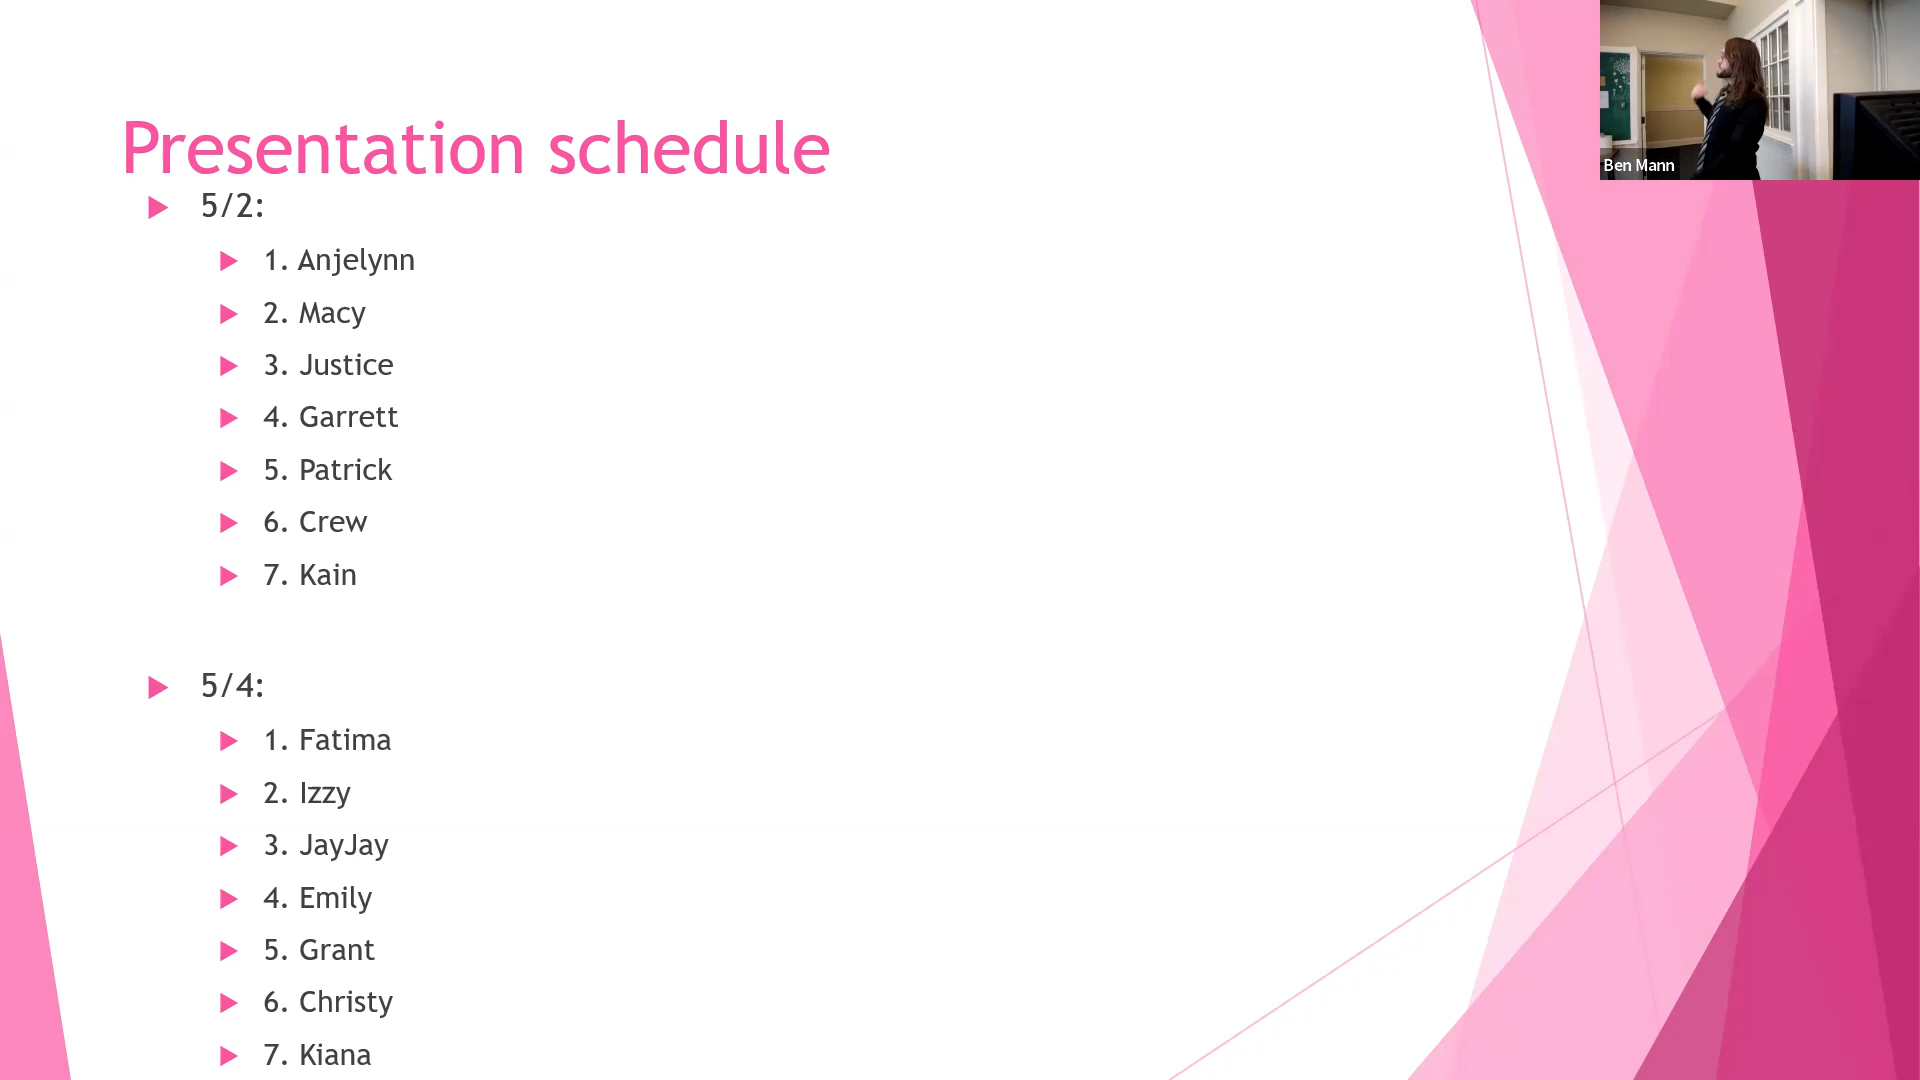 Presentation schedule
5/2:
1. Anjelynn
2. Macy
3. Justice
4. Garrett
5. Patrick
6. Crew
7. Kain
5/4:
1. Fatima
2. Izzy
3. JayJay
4. Emily
5. Grant
6. Christy
7. Kiana
Ben Mann